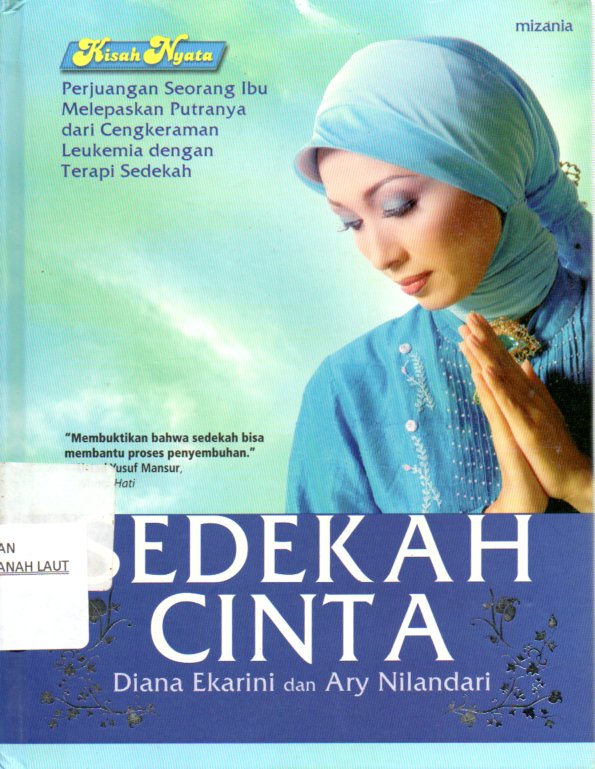 mizania
Kisah Nyata
Perjuangan Seorang Ibu
Melepaskan Putranya
dari Cengkeraman
Leukemia dengan
Terapi Sedekah
"Membuktikan bahwa sedekah bisa
membantu proses penyembuhan."
Yusuf Mansur,
Hati
AN
ANAH LAUT
SEDEKAH
CINTA
Diana Ekarini dan Ary Nilandari